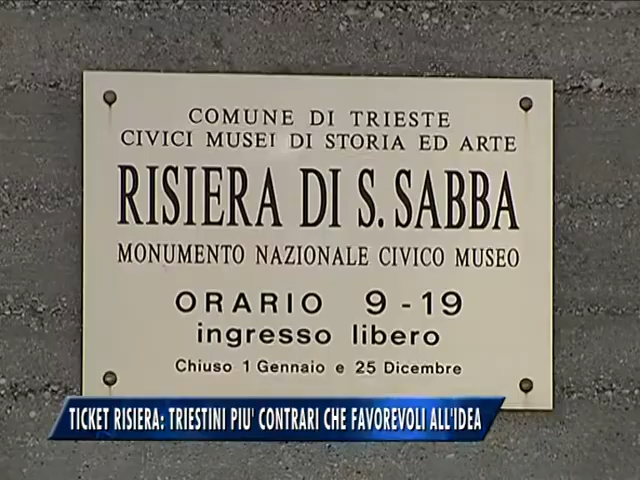 COMUNE DI TRIESTE
CIVICI MUSEI DI STORIA ED ARTE
RISIERA DI S. SABBA
MONUMENTO NAZIONALE CIVICO MUSEO
ORARIO 9-19
ingresso libero
Chiuso 1 Gennaio e 25 Dicembre
TICKET RISIERA: TRIESTINI PIU' CONTRARI CHE FAVOREVOLI ALL'IDEA